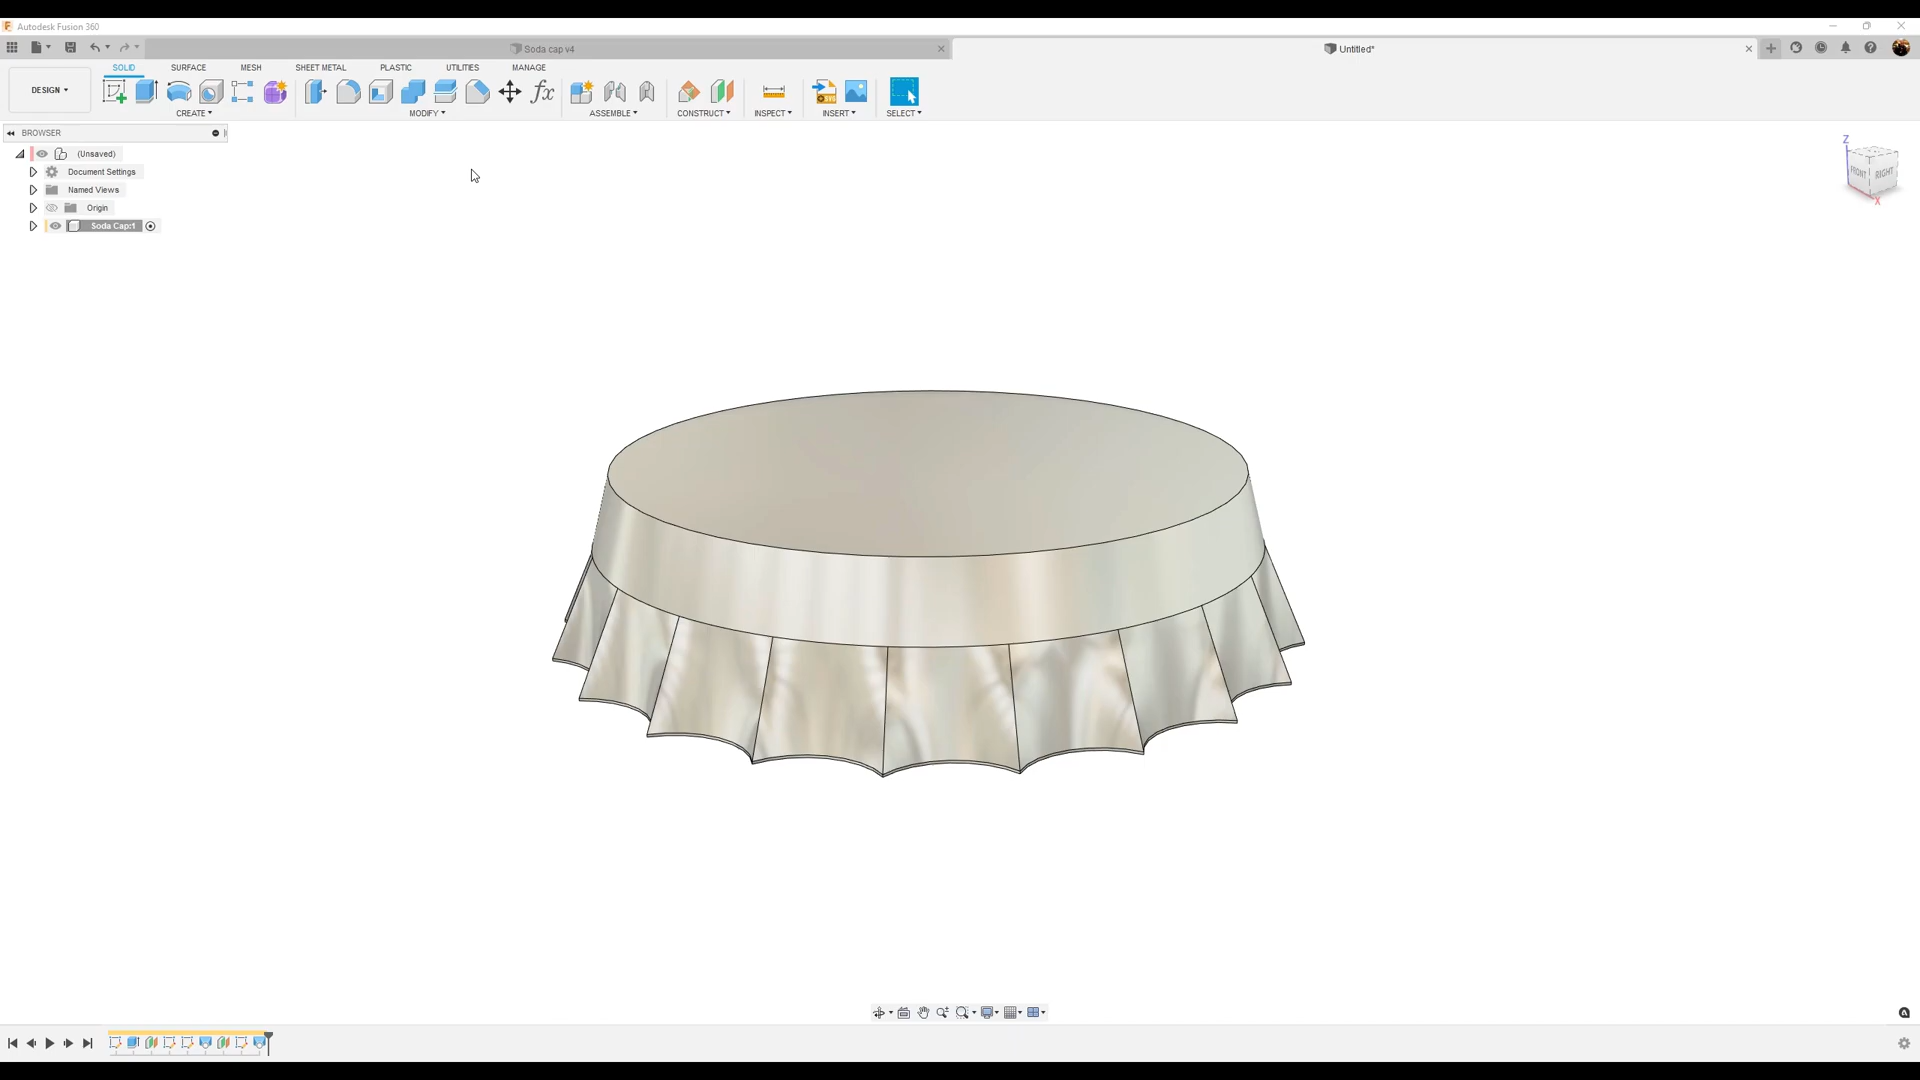 Autodesk Fusion 360
Soda cap v4
Untitled*
DESIGN
SOLID
SURFACE
MESH
SHEET METAL
PLASTIC
UTILITIES
MANAGE
CREATE
MODIFY
ASSEMBLE
CONSTRUCT
INSPECT
INSERT
SELECT
BROWSER
(Unsaved)
Document Settings
Named Views
Origin
Soda Cap:1
Z
FRONT
RIGHT
X